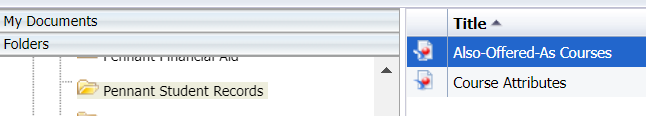 My Documents
Folders
Pennant Financial Aid
Pennant Student Records
Title
Also-Offered-As Courses
Course Attributes